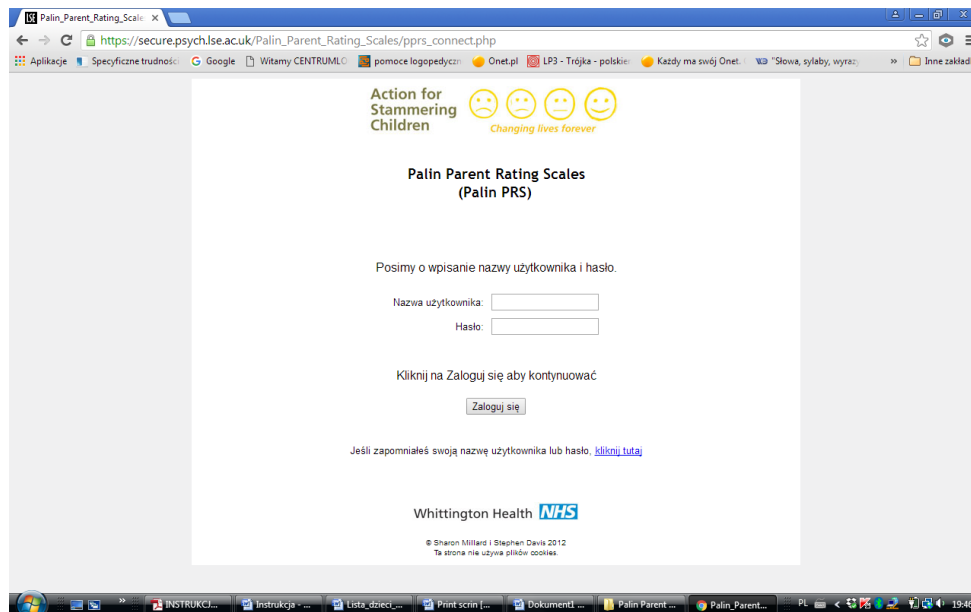 Palin_Parent_Rating_Scale
https://secure.psych.lse.ac.uk/Palin_Parent_Rating_Scales/pprs_connect.php
Aplikacje Specyficzne trudnośc Google Witamy CENTRUMLO pomoce logopedyczn Onet.pl LP3 - Trójka - polskie Każdy ma swój Onet. "Słowa, sylaby, wyrazy » Inne zakład
Action for
Stammering
Children
Changing lives forever
Palin Parent Rating Scales
(Palin PRS)
Posimy o wpisanie nazwy użytkownika i hasło.
Nazwa użytkownika:
Hasło:
Kliknij na Zaloguj się aby kontynuować
Zaloguj się
Jeśli zapomniałeś swoją nazwę użytkownika lub hasło, kliknij tutaj
Whittington Health NHS
© Sharon Millard i Stephen Davis 2012
Ta strona nie używa plików cookies.
» INSTRUKCJ... Instrukcja - ... Lista_dzieci_... Print scrin [... Dokument1 ... Palin Parent ... Palin_Parent... PL < 19:46